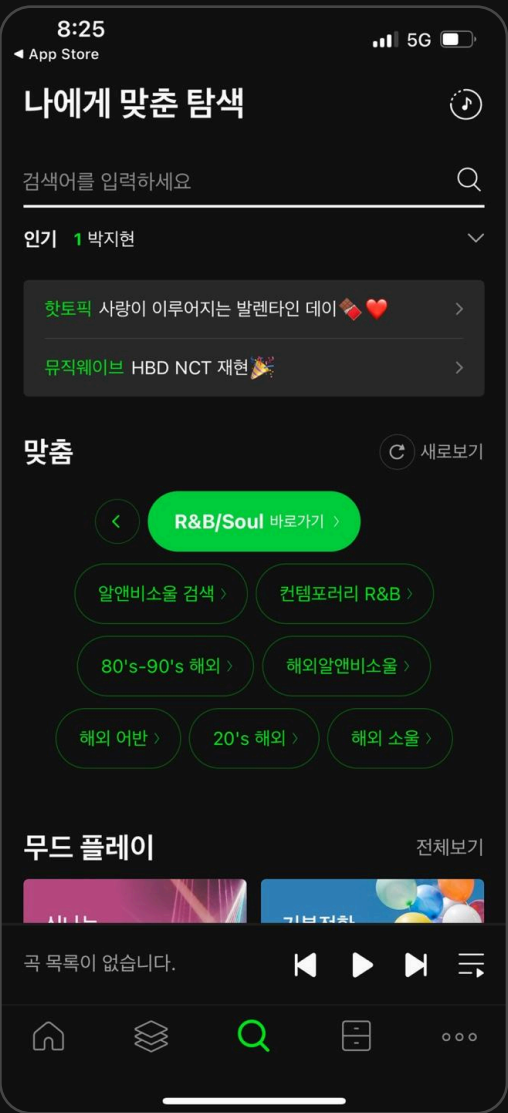 8:25
5G
◀ App Store
나에게 맞춘 탐색
검색어를 입력하세요
인기 1 박지현
핫토픽 사랑이 이루어지는 발렌타인 데이🍫❤️
뮤직웨이브 HBD NCT 재현🎉
맞춤
새로보기
R&B/Soul 바로가기
알앤비소울 검색
컨템포러리 R&B
80's-90's 해외
해외알앤비소울
해외 어반
20's 해외
해외 소울
무드 플레이
전체보기
기분전환
곡 목록이 없습니다.